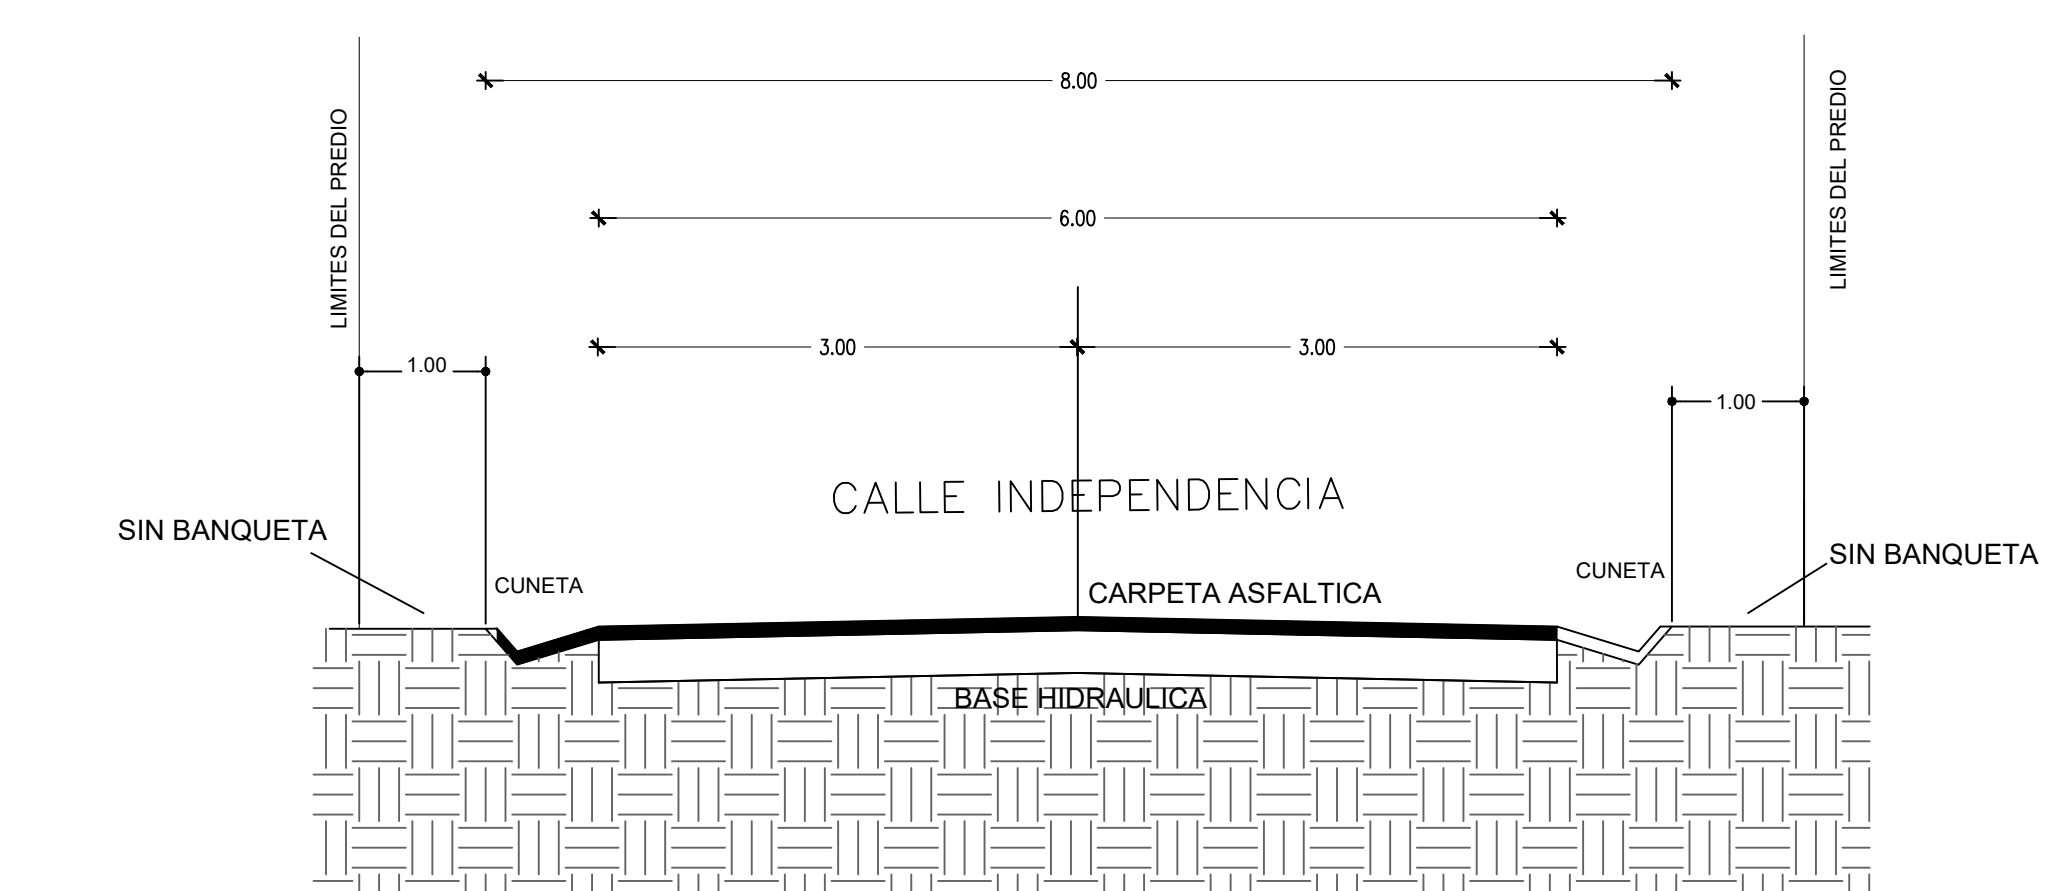 8.00
LIMITES DEL PREDIO
LIMITES DEL PREDIO
6.00
3.00
3.00
1.00
1.00
CALLE INDEPENDENCIA
SIN BANQUETA
SIN BANQUETA
CUNETA
CUNETA
CARPETA ASFALTICA
BASE HIDRAULICA